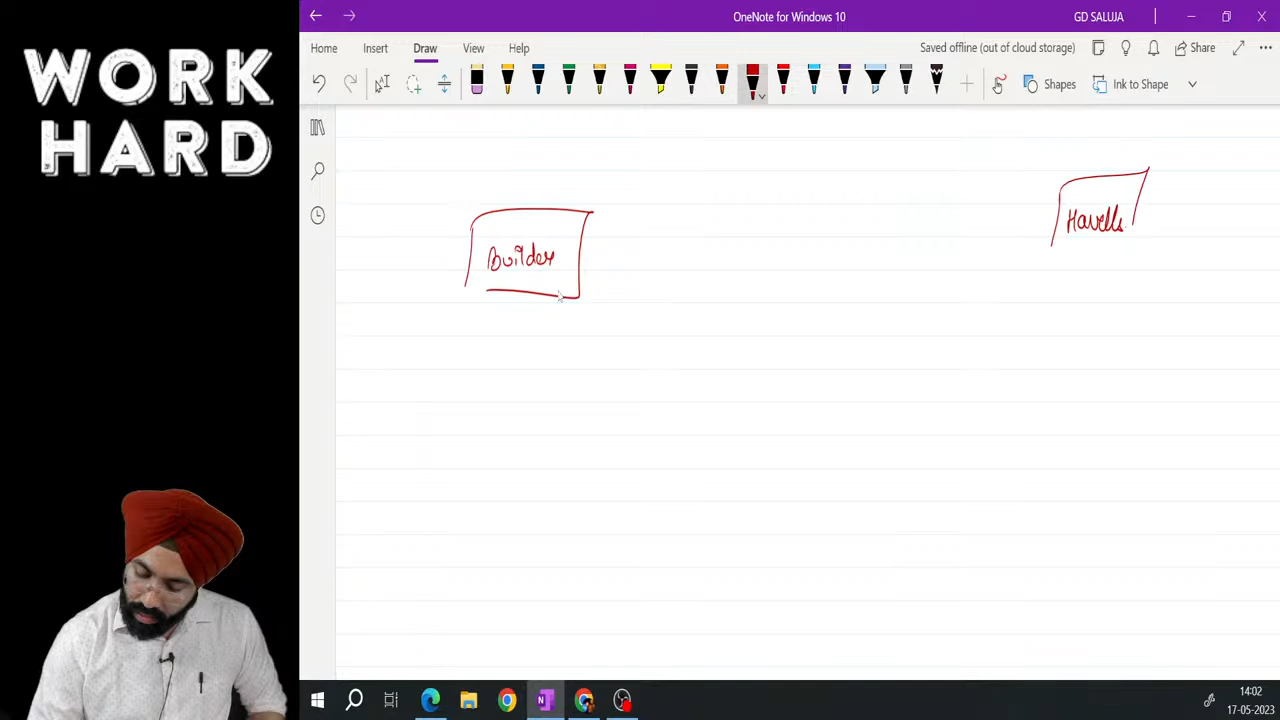 WORK
HARD
OneNote for Windows 10
GD SALUJA
Home Insert Draw View Help
Saved offline (out of cloud storage)
Share
Shapes
Ink to Shape
Builder
Havells
14:02
17-05-2023